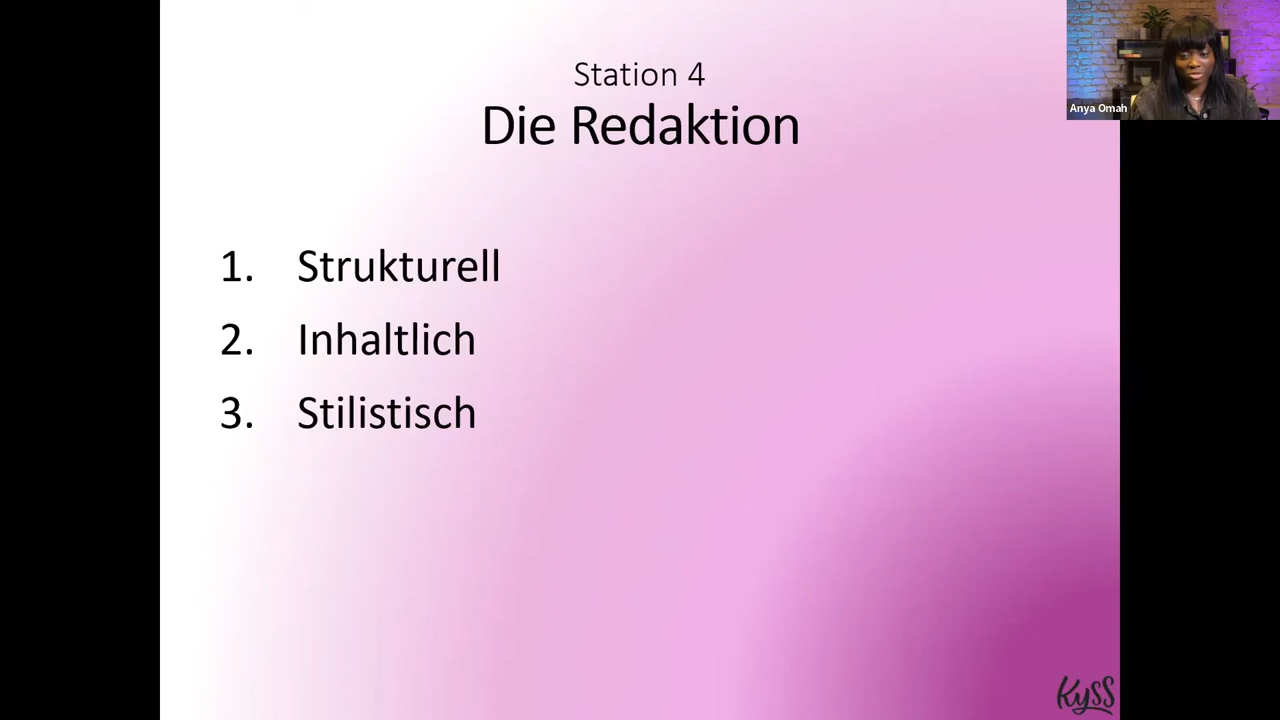 Station 4
Die Redaktion
Anya Omah
1. Strukturell
2. Inhaltlich
3. Stilistisch
Kyss